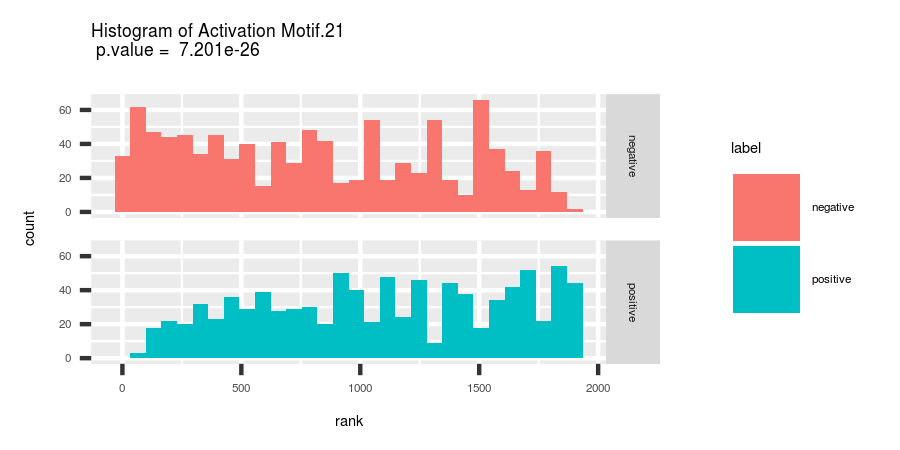 Histogram of Activation Motif.21
p.value = 7.201e-26
count
60
40
20
0
negative
60
40
20
0
positive
0 500 1000 1500 2000
rank
label
negative
positive